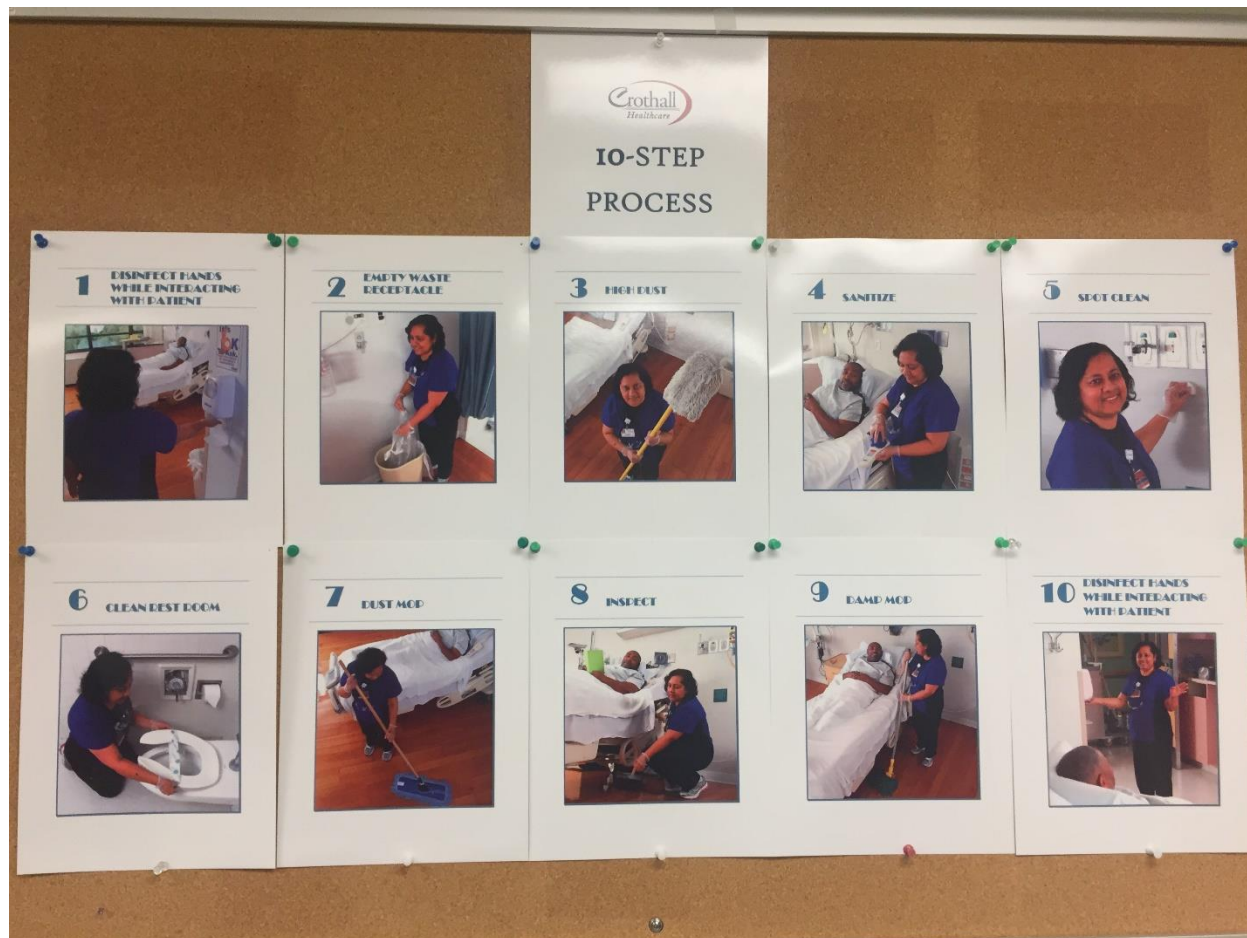 Crothall
Healthcare
10-STEP
PROCESS
1
DISINFECT HANDS
WHILE INTERACTING
WITH PATIENT
2
EMPTY WASTE
RECEPTACLE
3
HIGH DUST
4
SANITIZE
5
SPOT CLEAN
6
CLEAN REST ROOM
7
DUST MOP
8
INSPECT
9
DAMP MOP
10
DISINFECT HANDS
WHILE INTERACTING
WITH PATIENT